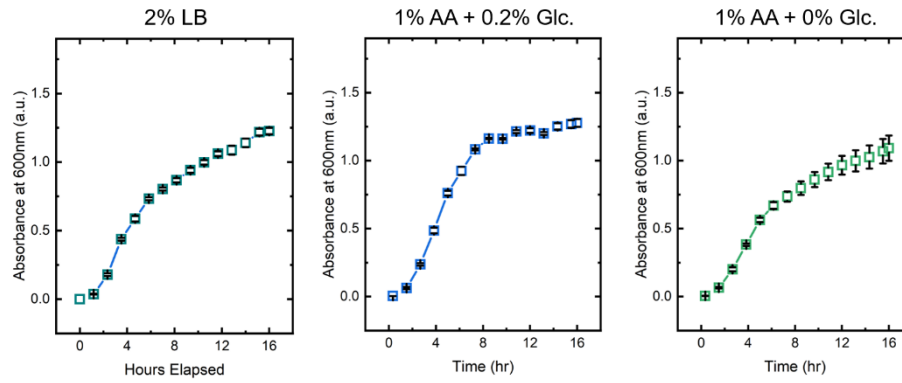 2% LB
1% AA + 0.2% Glc.
1% AA + 0% Glc.
Absorbance at 600nm (a.u.)
1.5
1.0
0.5
0.0
0 4 8 12 16
Hours Elapsed
Absorbance at 600nm (a.u.)
1.5
1.0
0.5
0.0
0 4 8 12 16
Time (hr)
Absorbance at 600nm (a.u.)
1.5
1.0
0.5
0.0
0 4 8 12 16
Time (hr)